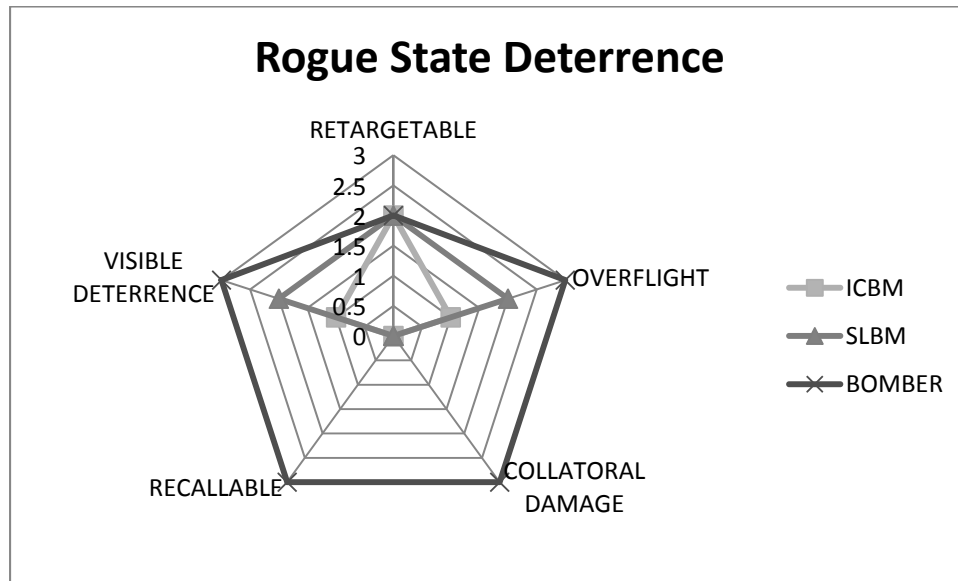 Rogue State Deterrence
RETARGETABLE
3
2.5
2
1.5
1
0.5
0
VISIBLE
DETERRENCE
OVERFLIGHT
RECALLABLE
COLLATORAL
DAMAGE
ICBM
SLBM
BOMBER